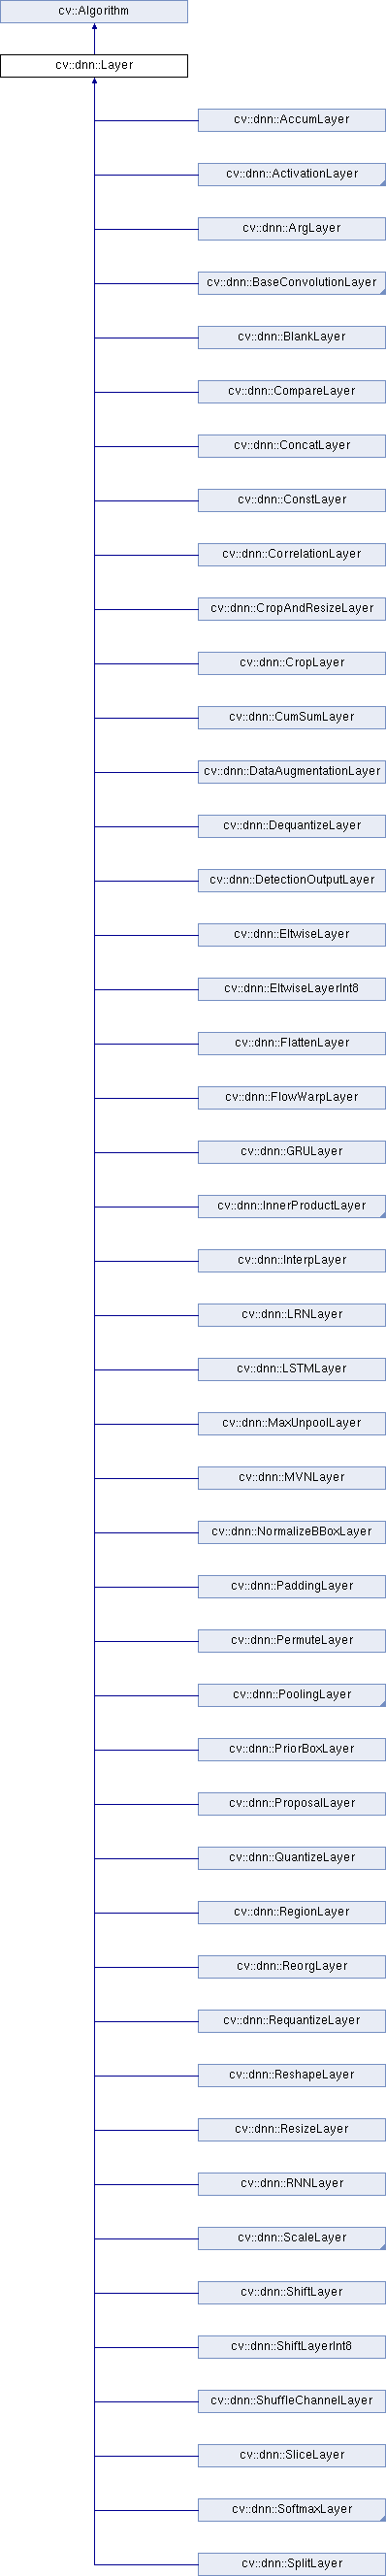 cv::Algorithm
cv::dnn::Layer
cv::dnn::AccumLayer
cv::dnn::ActivationLayer
cv::dnn::ArgLayer
cv::dnn::BaseConvolutionLayer
cv::dnn::BlankLayer
cv::dnn::CompareLayer
cv::dnn::ConcatLayer
cv::dnn::ConstLayer
cv::dnn::CorrelationLayer
cv::dnn::CropAndResizeLayer
cv::dnn::CropLayer
cv::dnn::CumSumLayer
cv::dnn::DataAugmentationLayer
cv::dnn::DequantizeLayer
cv::dnn::DetectionOutputLayer
cv::dnn::EltwiseLayer
cv::dnn::EltwiseLayerInt8
cv::dnn::FlattenLayer
cv::dnn::FlowWarpLayer
cv::dnn::GRULayer
cv::dnn::InnerProductLayer
cv::dnn::InterpLayer
cv::dnn::LRNLayer
cv::dnn::LSTMLayer
cv::dnn::MaxUnpoolLayer
cv::dnn::MVNLayer
cv::dnn::NormalizeBBoxLayer
cv::dnn::PaddingLayer
cv::dnn::PermuteLayer
cv::dnn::PoolingLayer
cv::dnn::PriorBoxLayer
cv::dnn::ProposalLayer
cv::dnn::QuantizeLayer
cv::dnn::RegionLayer
cv::dnn::ReorgLayer
cv::dnn::RequantizeLayer
cv::dnn::ReshapeLayer
cv::dnn::ResizeLayer
cv::dnn::RNNLayer
cv::dnn::ScaleLayer
cv::dnn::ShiftLayer
cv::dnn::ShiftLayerInt8
cv::dnn::ShuffleChannelLayer
cv::dnn::SliceLayer
cv::dnn::SoftmaxLayer
cv::dnn::SplitLayer